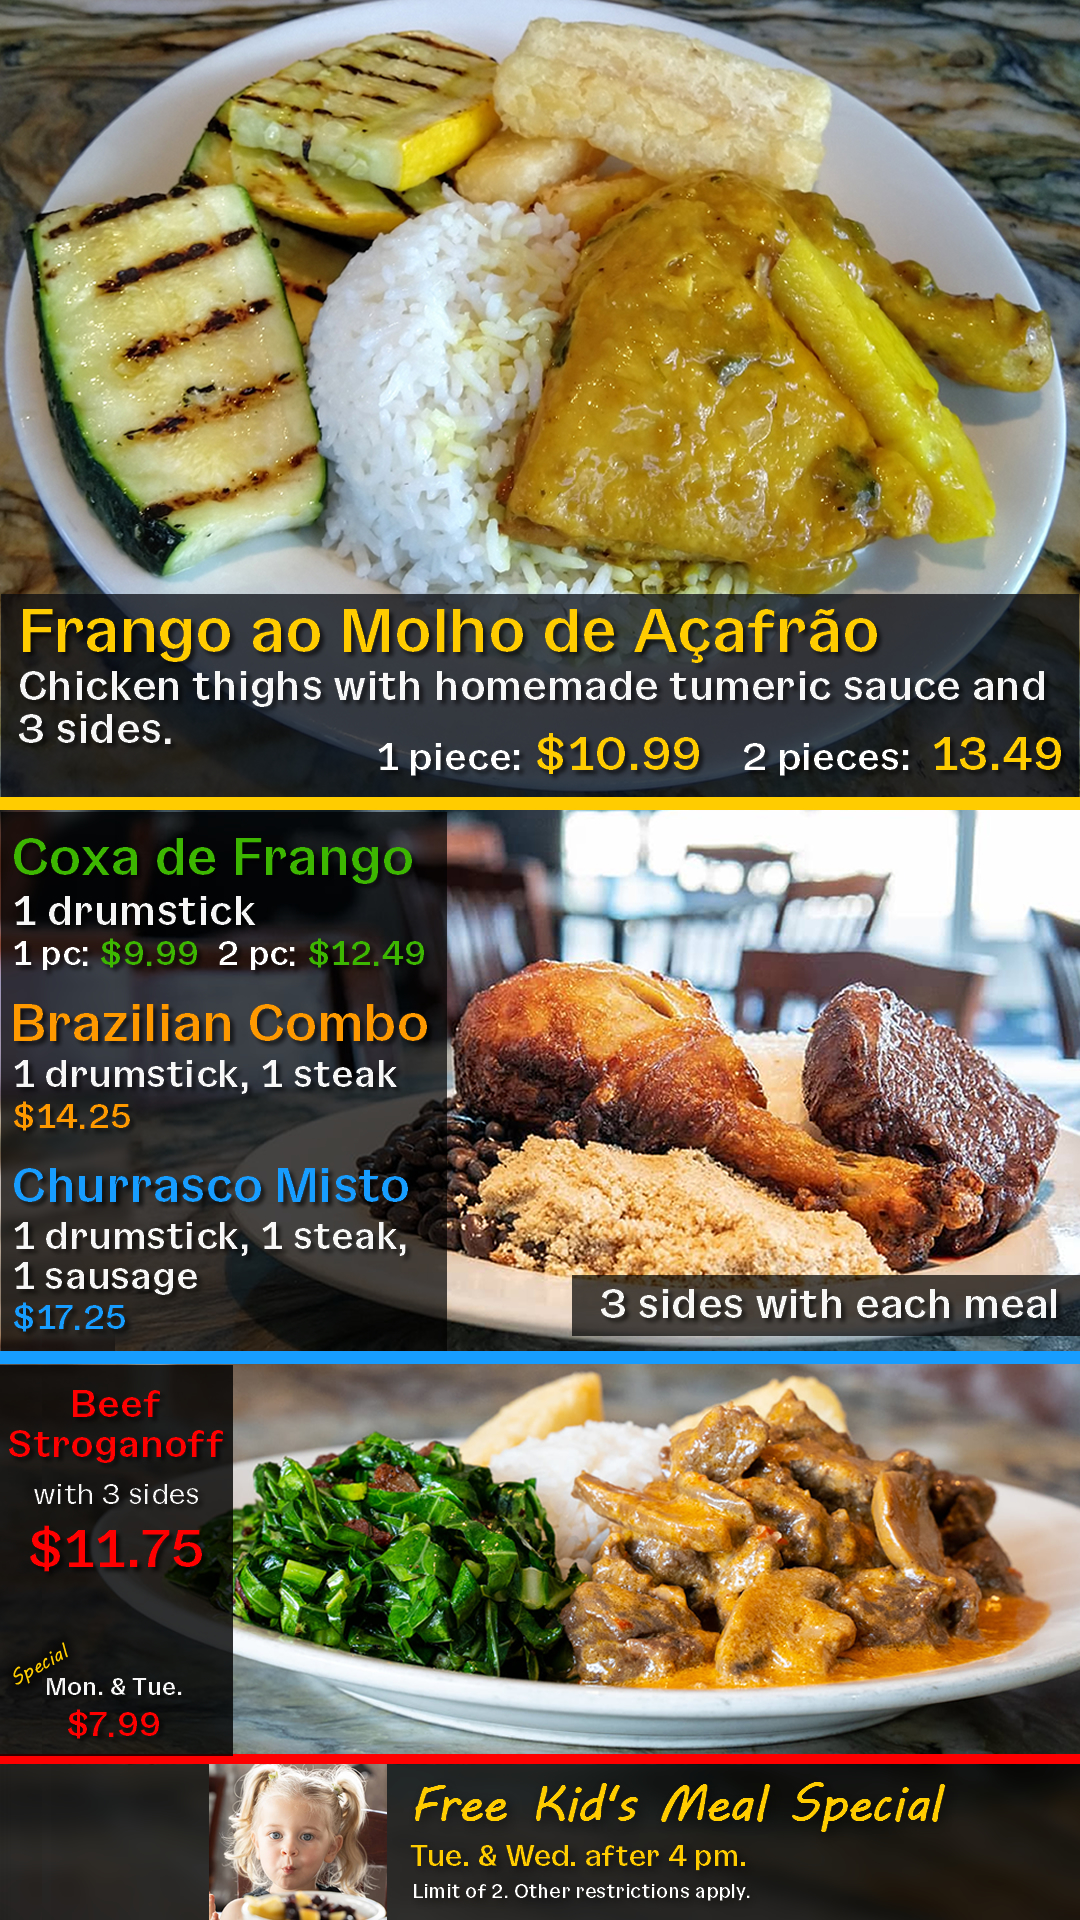 Frango ao Molho de Açafrão
Chicken thighs with homemade tumeric sauce and
3 sides.
1 piece: $10.99 2 pieces: 13.49
Coxa de Frango
1 drumstick
1 pc: $9.99 2 pc: $12.49
Brazilian Combo
1 drumstick, 1 steak
$14.25
Churrasco Misto
1 drumstick, 1 steak,
1 sausage
$17.25
3 sides with each meal
Beef
Stroganoff
with 3 sides
$11.75
Special
Mon. & Tue.
$7.99
Free Kid's Meal Special
Tue. & Wed. after 4 pm.
Limit of 2. Other restrictions apply.